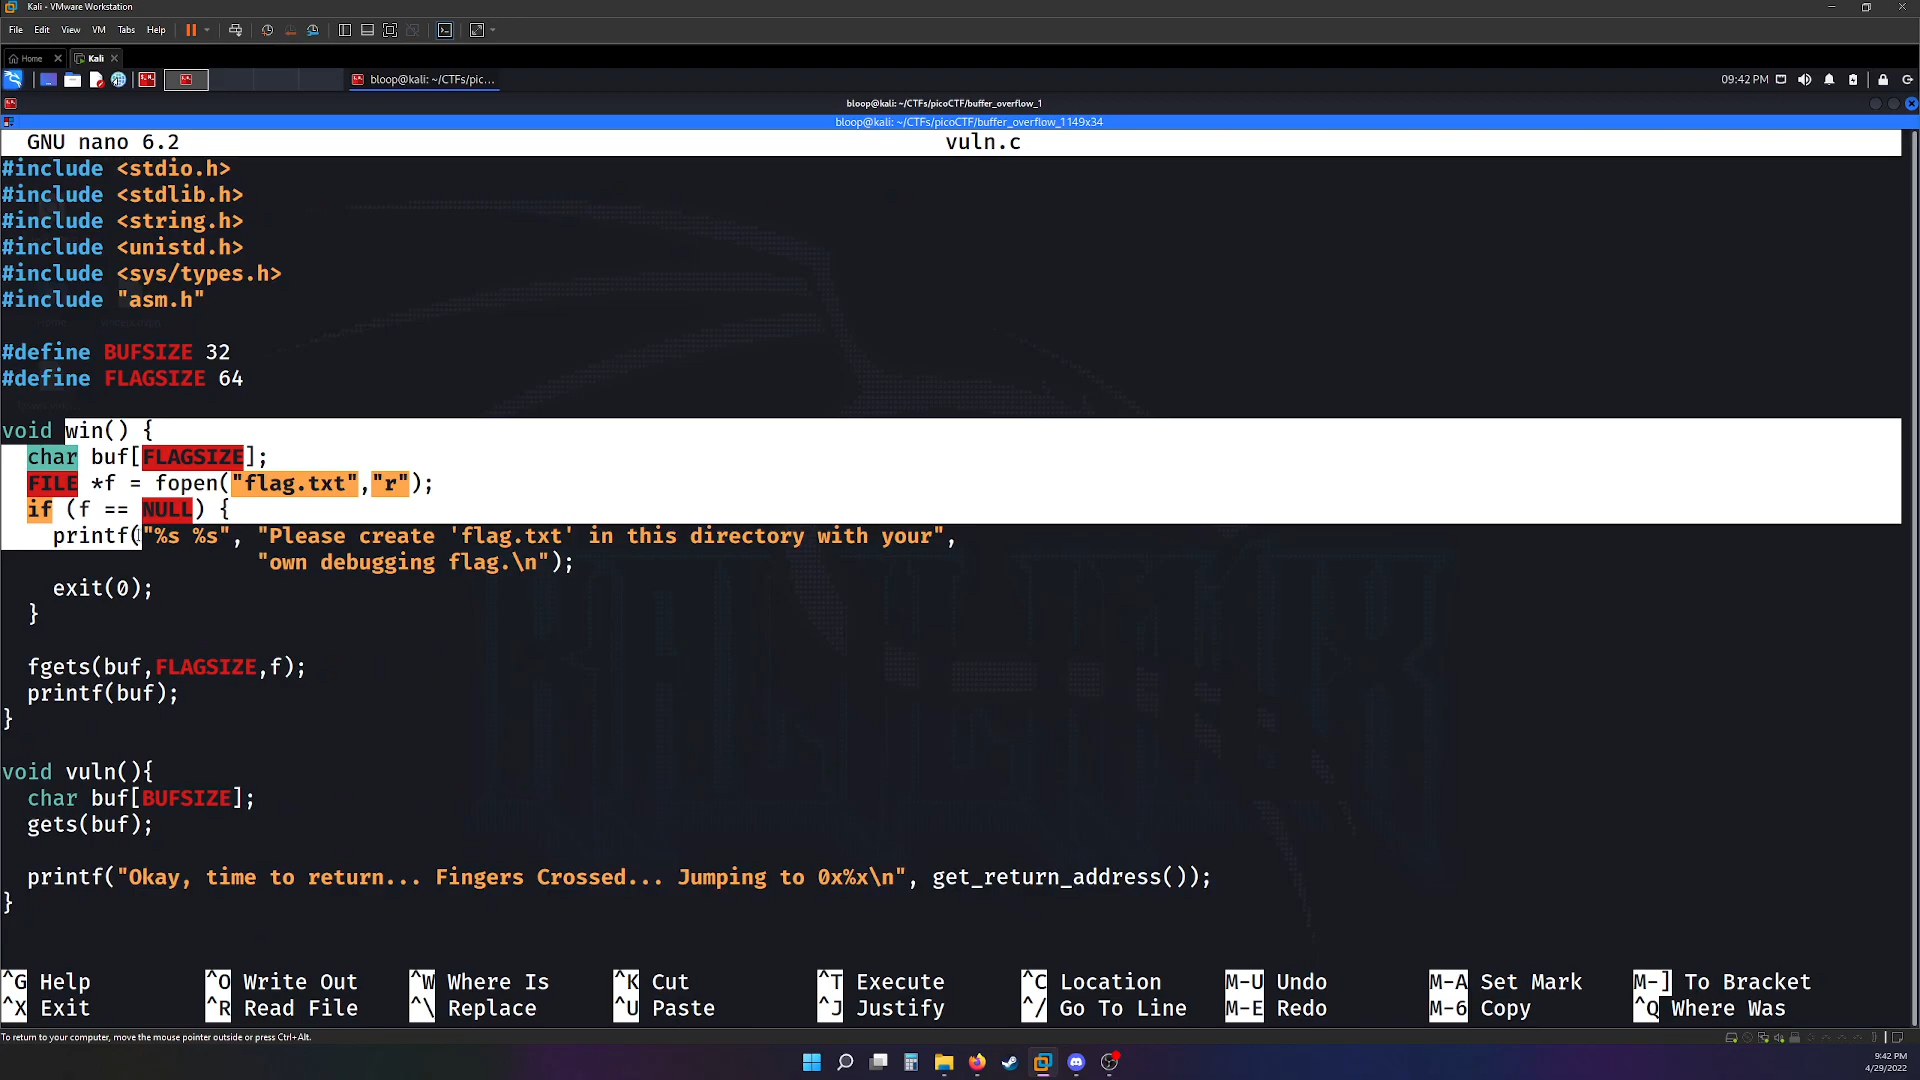 Kali - VMware Workstation
File Edit View VM Tabs Help
Home Kali
bloop@kali: ~/CTFs/pic... 09:42 PM
bloop@kali: ~/CTFs/picoCTF/buffer_overflow_1
bloop@kali: ~/CTFs/picoCTF/buffer_overflow_1149x34
GNU nano 6.2 vuln.c
#include <stdio.h>
#include <stdlib.h>
#include <string.h>
#include <unistd.h>
#include <sys/types.h>
#include "asm.h"
#define BUFSIZE 32
#define FLAGSIZE 64
void win() {
char buf[FLAGSIZE];
FILE *f = fopen("flag.txt","r");
if (f == NULL) {
printf("%s %s", "Please create 'flag.txt' in this directory with your",
"own debugging flag.\n");
exit(0);
}
fgets(buf,FLAGSIZE,f);
printf(buf);
}
void vuln(){
char buf[BUFSIZE];
gets(buf);
printf("Okay, time to return... Fingers Crossed... Jumping to 0x%x\n", get_return_address());
}
^G Help ^O Write Out ^W Where Is ^K Cut ^T Execute ^C Location M-U Undo M-A Set Mark M-] To Bracket
^X Exit ^R Read File ^\ Replace ^U Paste ^J Justify ^/ Go To Line M-E Redo M-6 Copy ^Q Where Was
To return to your computer, move the mouse pointer outside or press Ctrl+Alt.
9:42 PM
4/29/2022